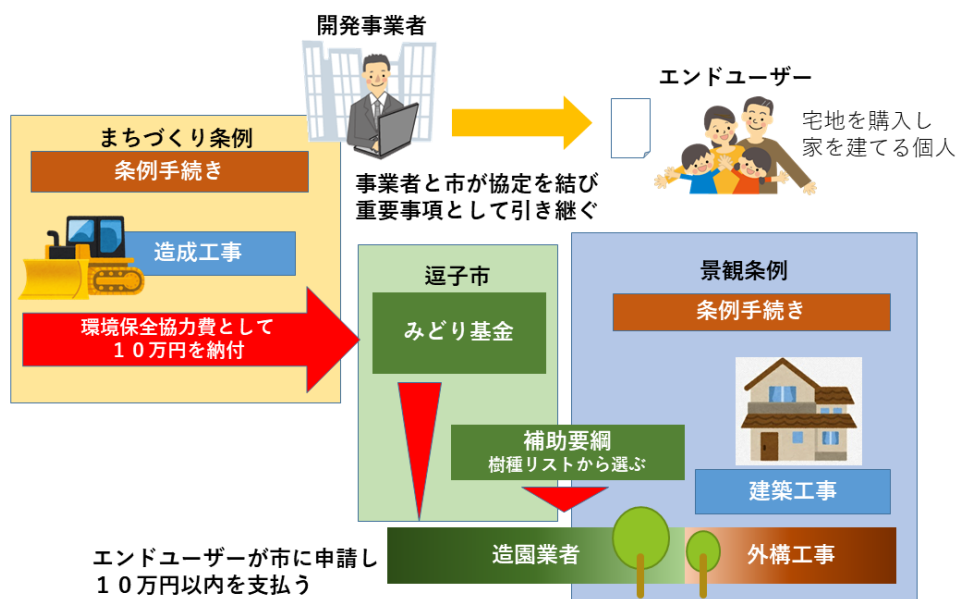 開発事業者
エンドユーザー
宅地を購入し
家を建てる個人
まちづくり条例
条例手続き
事業者と市が協定を結び
重要事項として引き継ぐ
造成工事
環境保全協力費として
１０万円を納付
逗子市
みどり基金
景観条例
条例手続き
補助要綱
樹種リストから選ぶ
建築工事
エンドユーザーが市に申請し
１０万円以内を支払う
造園業者
外構工事